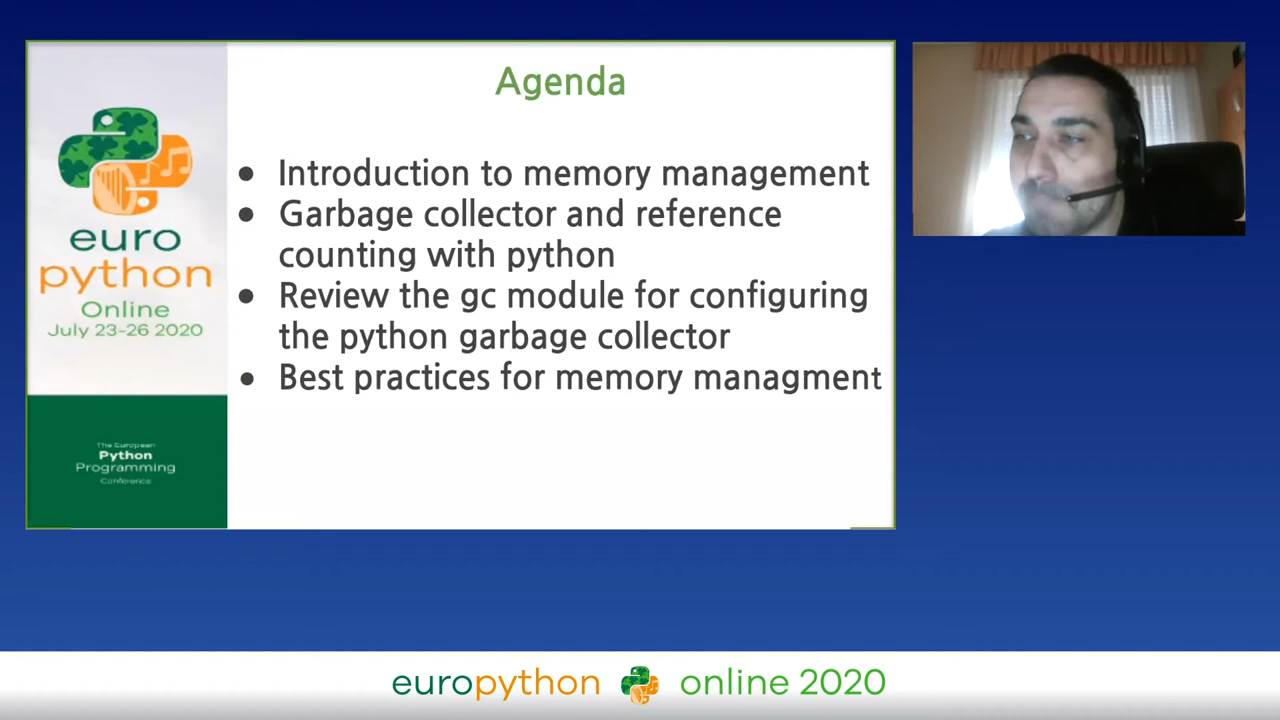 Agenda
● Introduction to memory management
● Garbage collector and reference
counting with python
● Review the gc module for configuring
the python garbage collector
● Best practices for memory managment
euro
python
Online
July 23-26 2020
The European
Python
Programming
Conference
europython online 2020